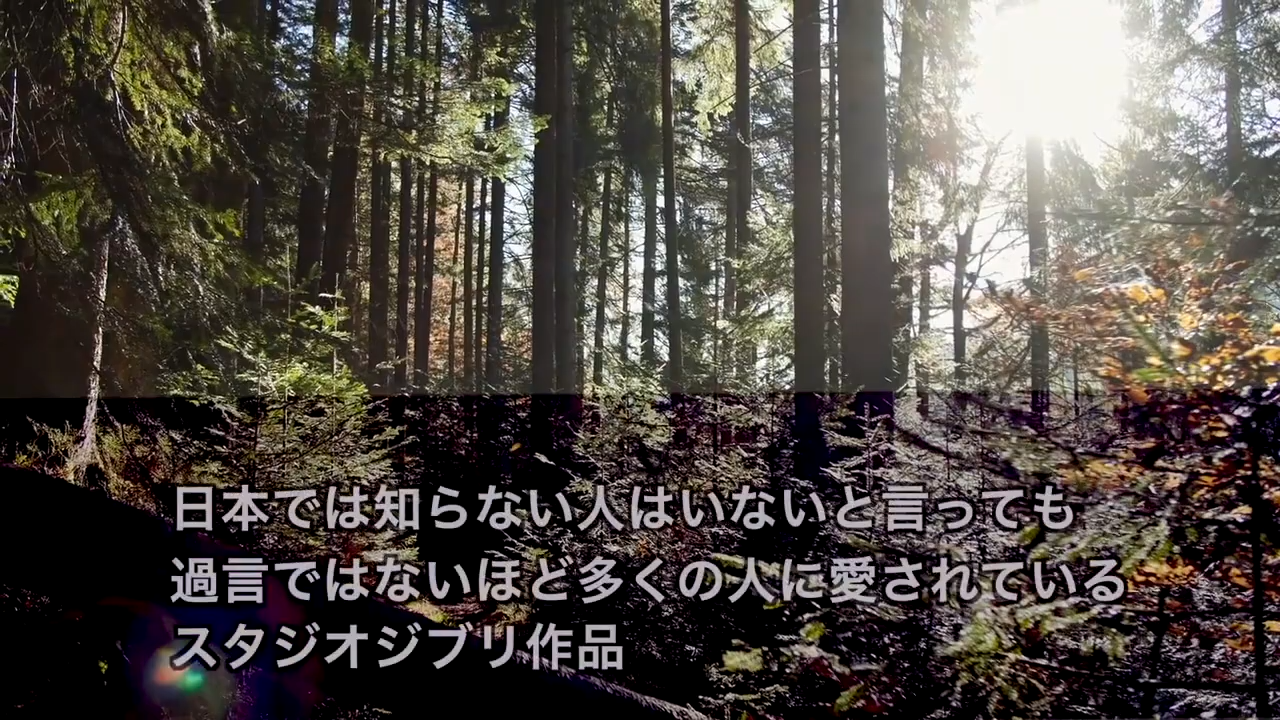 日本では知らない人はいないと言っても
過言ではないほど多くの人に愛されている
スタジオジブリ作品